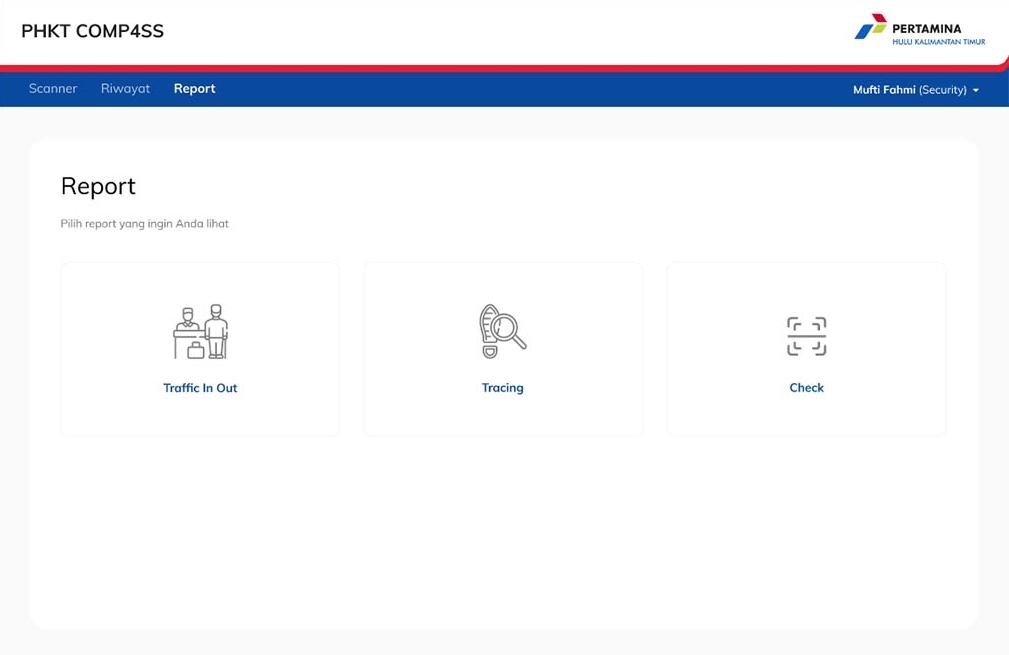 PHKT COMP4SS
PERTAMINA
HULU KALIMANTAN TIMUR
Scanner Riwayat Report Mufti Fahmi (Security)
Report
Pilih report yang ingin Anda lihat
Traffic In Out Tracing Check